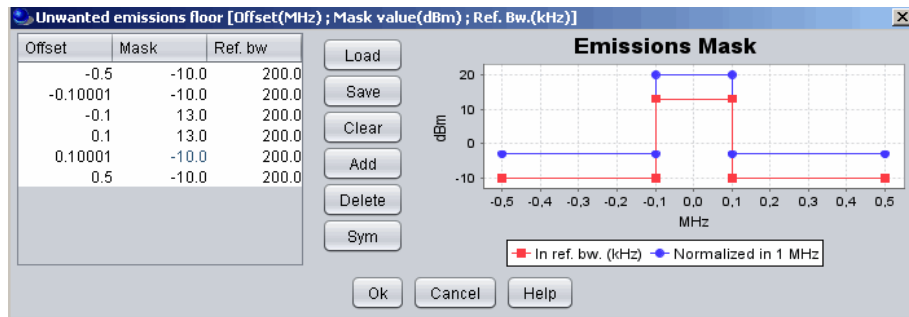 Unwanted emissions floor [Offset(MHz) ; Mask value(dBm) ; Ref. Bw.(kHz)]
Offset Mask Ref. bw
-0.5 -10.0 200.0
-0.10001 -10.0 200.0
-0.1 13.0 200.0
0.1 13.0 200.0
0.10001 -10.0 200.0
0.5 -10.0 200.0
Load
Save
Clear
Add
Delete
Sym
Emissions Mask
dBm
20
10
0
-10
-0,5 -0,4 -0,3 -0,2 -0,1 0,0 0,1 0,2 0,3 0,4 0,5
MHz
In ref. bw. (kHz) Normalized in 1 MHz
Ok Cancel Help